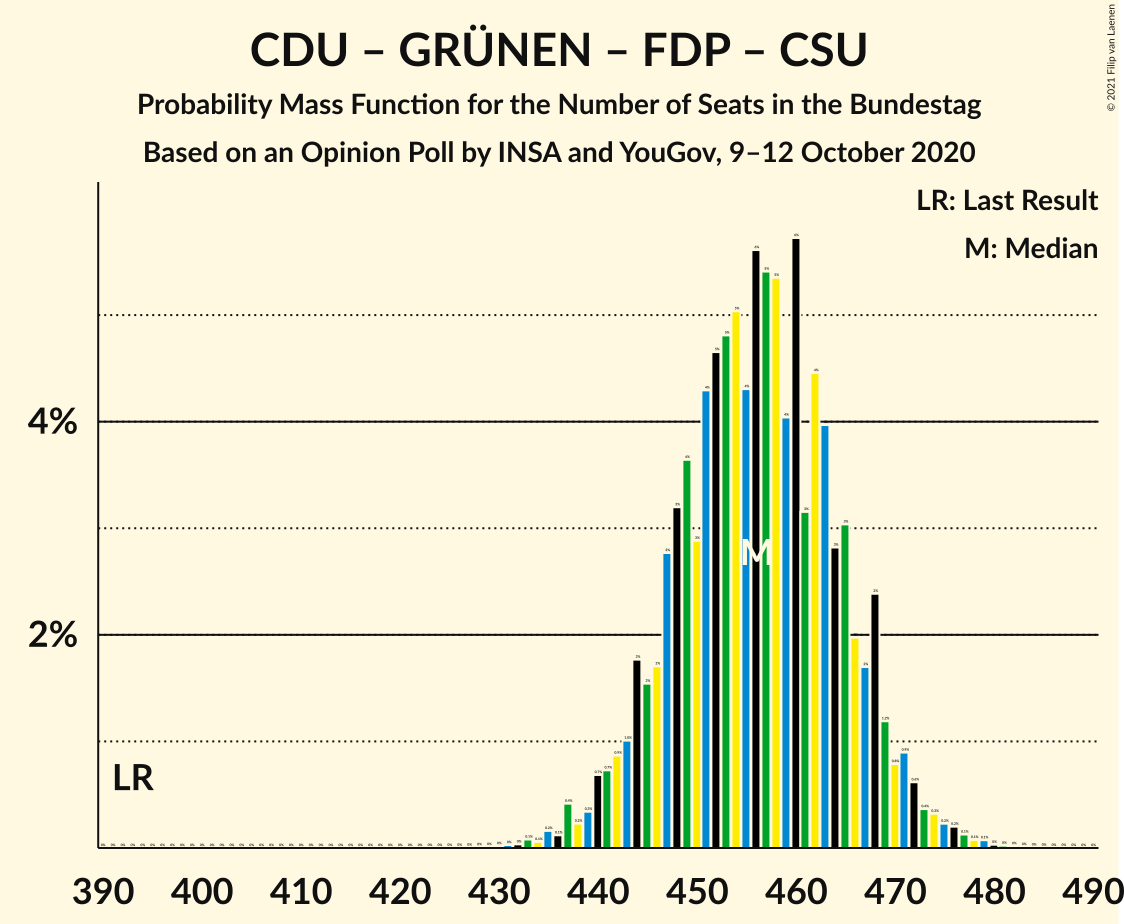 CDU – GRÜNEN – FDP – CSU
Probability Mass Function for the Number of Seats in the Bundestag
Based on an Opinion Poll by INSA and YouGov, 9–12 October 2020
© 2021 Filip van Laenen
LR: Last Result
M: Median
4%
2%
M
LR
390 400 410 420 430 440 450 460 470 480 490